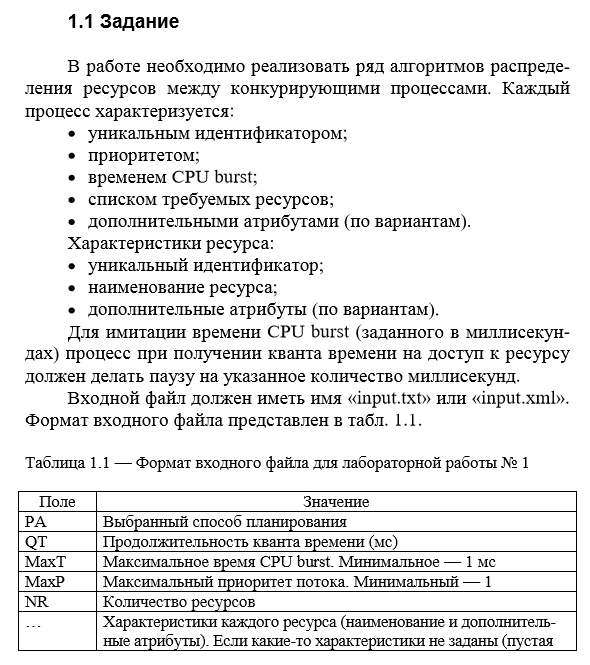 1.1 Задание
В работе необходимо реализовать ряд алгоритмов распреде-
ления ресурсов между конкурирующими процессами. Каждый
процесс характеризуется:
• уникальным идентификатором;
• приоритетом;
• временем CPU burst;
• списком требуемых ресурсов;
• дополнительными атрибутами (по вариантам).
Характеристики ресурса:
• уникальный идентификатор;
• наименование ресурса;
• дополнительные атрибуты (по вариантам).
Для имитации времени CPU burst (заданного в миллисекун-
дах) процесс при получении кванта времени на доступ к ресурсу
должен делать паузу на указанное количество миллисекунд.
Входной файл должен иметь имя «input.txt» или «input.xml».
Формат входного файла представлен в табл. 1.1.
Таблица 1.1 — Формат входного файла для лабораторной работы № 1
Поле Значение
PA Выбранный способ планирования
QT Продолжительность кванта времени (мс)
MaxT Максимальное время CPU burst. Минимальное — 1 мс
MaxP Максимальный приоритет потока. Минимальный — 1
NR Количество ресурсов
… Характеристики каждого ресурса (наименование и дополнитель-
ные атрибуты). Если какие-то характеристики не заданы (пустая